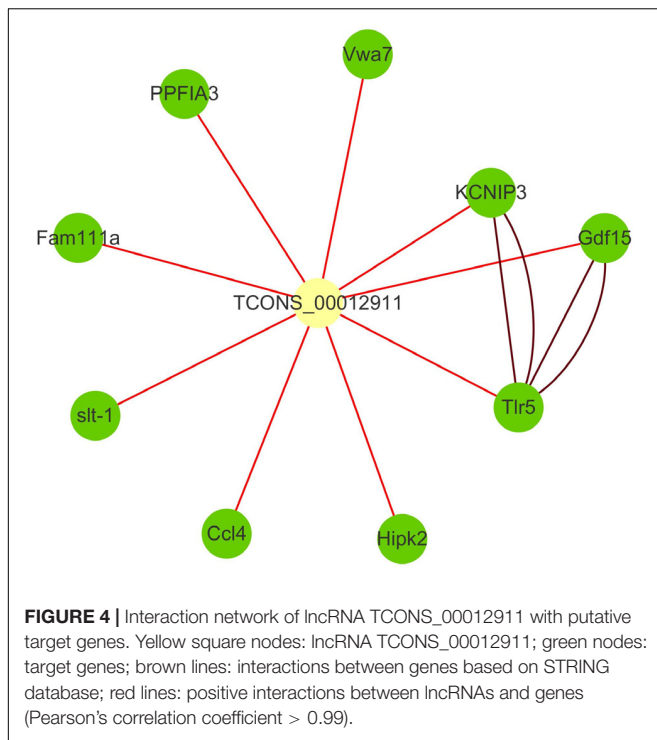 Vwa7
PPFIA3
KCNIP3
Fam111a
Gdf15
TCONS_00012911
Tlr5
slt-1
Ccl4
Hipk2
FIGURE 4 | Interaction network of lncRNA TCONS_00012911 with putative
target genes. Yellow square nodes: lncRNA TCONS_00012911; green nodes:
target genes; brown lines: interactions between genes based on STRING
database; red lines: positive interactions between lncRNAs and genes
(Pearson’s correlation coefficient > 0.99).